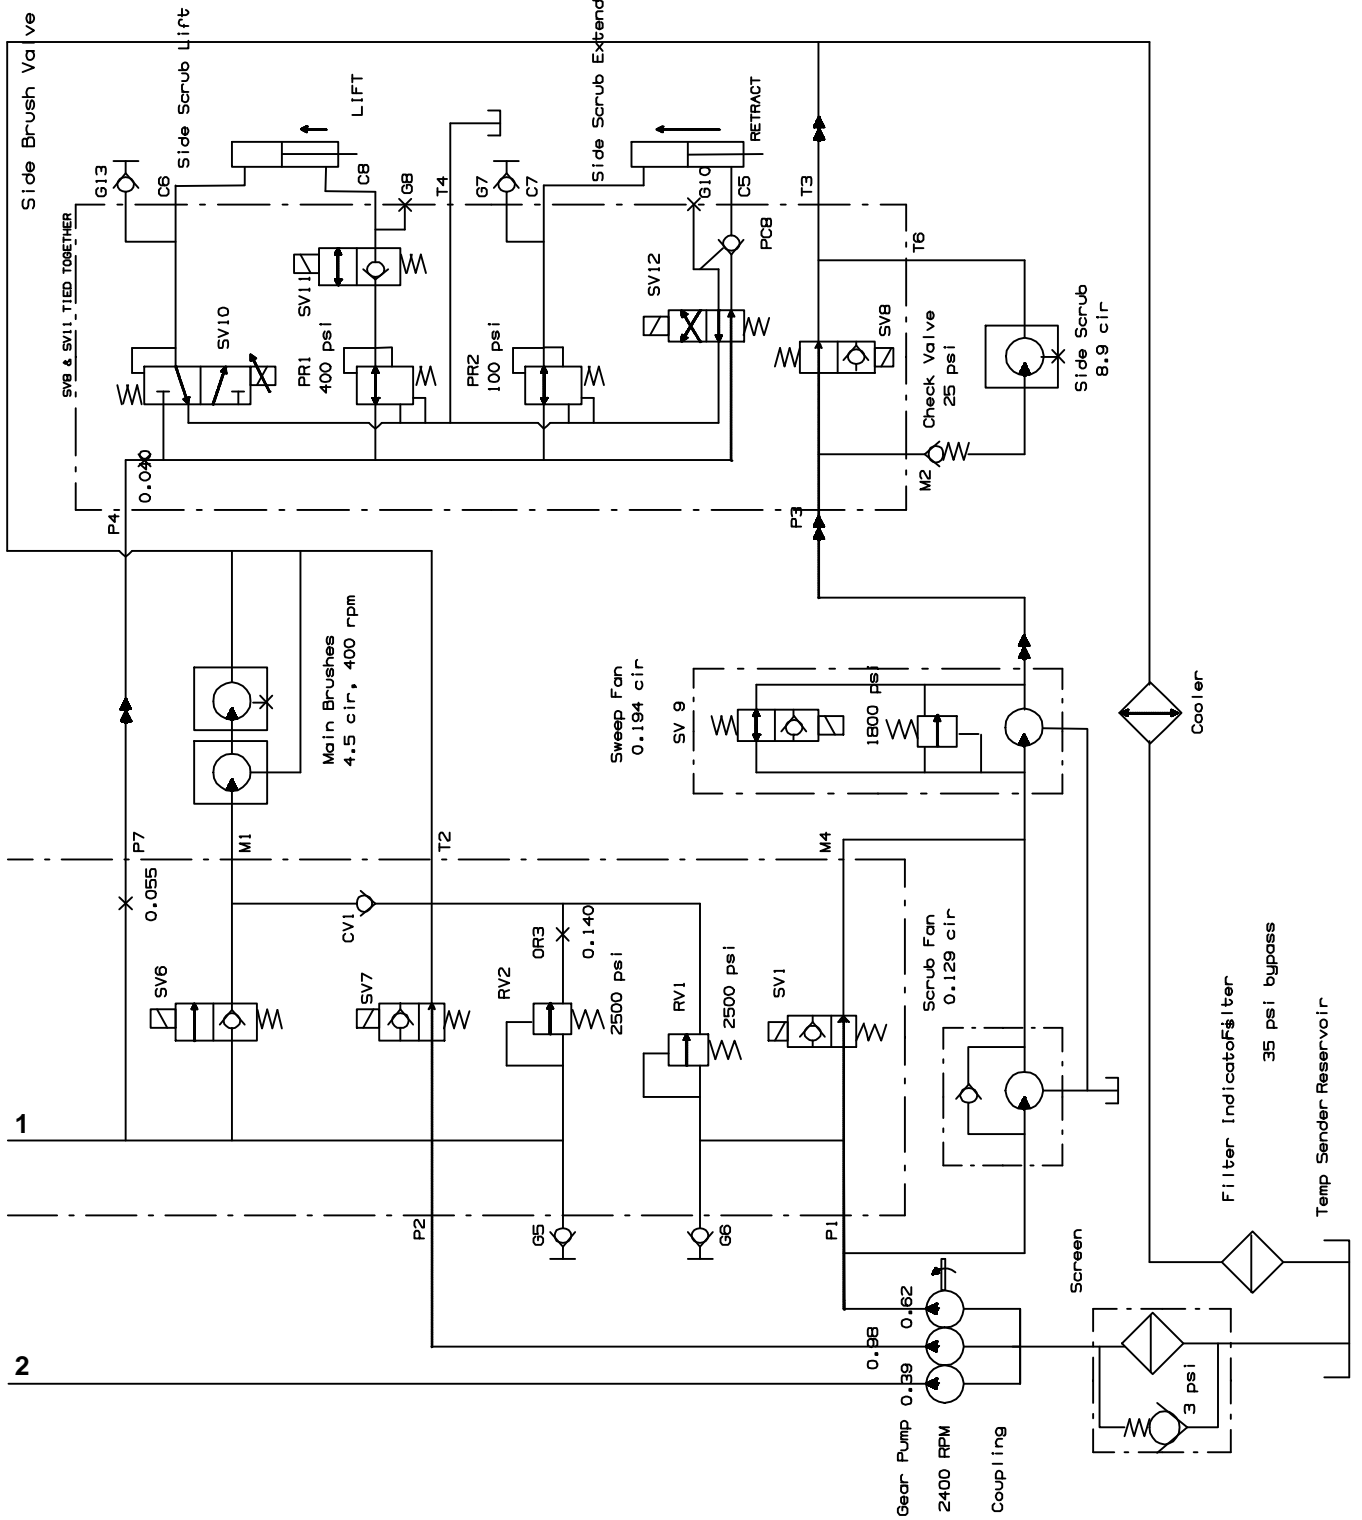 Side Brush Valve
Side Scrub Lift
Side Scrub Extend
LIFT
RETRACT
G13
C6
C8
G8
T4
G7
C7
G10
C5
T3
SV8 & SV11 TIED TOGETHER
PC8
T6
SV11
SV12
SV10
PR1
400 psi
PR2
100 psi
SV8
Check Valve
25 psi
Side Scrub
8.9 cir
0.040
M2
P4
P3
Main Brushes
4.5 cir, 400 rpm
Sweep Fan
0.194 cir
SV 9
1800 psi
Cooler
P7
M1
T2
M4
0.055
CV1
OR3
0.140
Scrub Fan
0.129 cir
SV6
SV7
RV2
2500 psi
RV1
2500 psi
SV1
Filter Indicator
Filter
35 psi bypass
Temp Sender
Reservoir
1
P2
G5
G6
P1
Screen
0.62
0.98
0.39
2
3 psi
Gear Pump
2400 RPM
Coupling